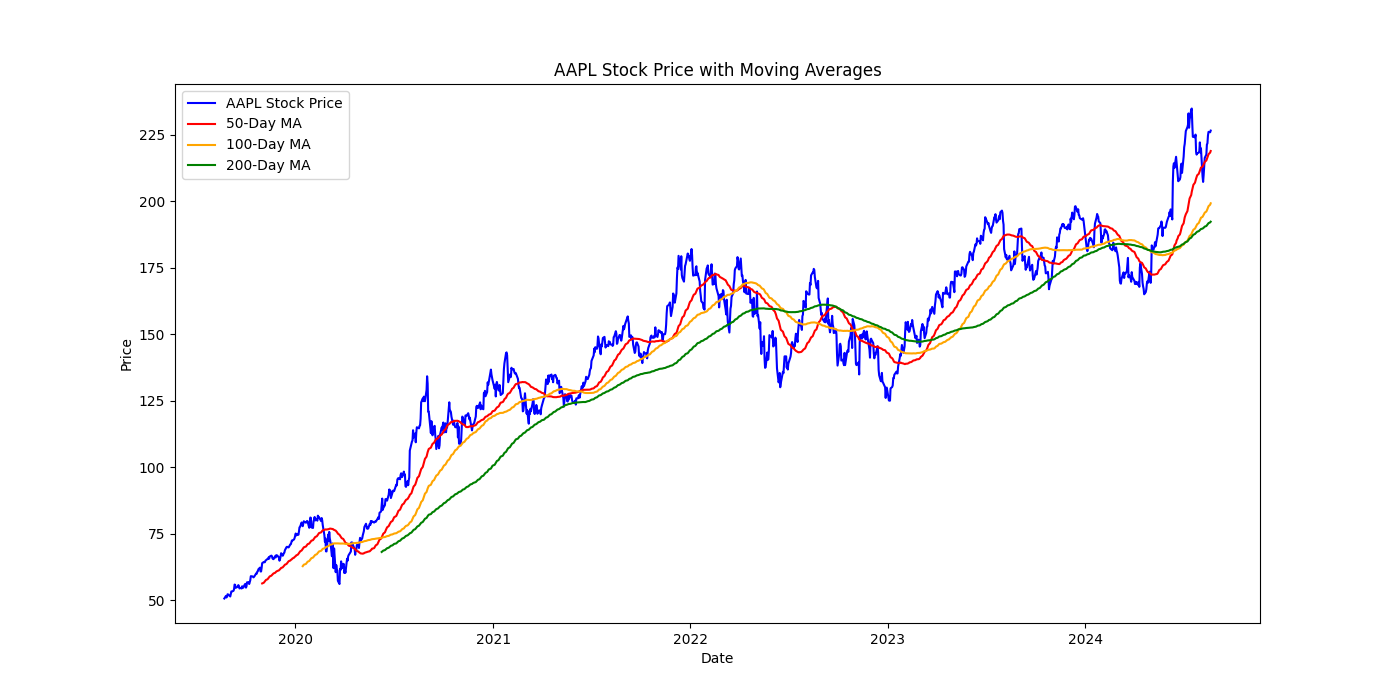 AAPL Stock Price with Moving Averages
AAPL Stock Price
50-Day MA
100-Day MA
200-Day MA
225
200
175
150
125
100
75
50
Price
2020 2021 2022 2023 2024
Date